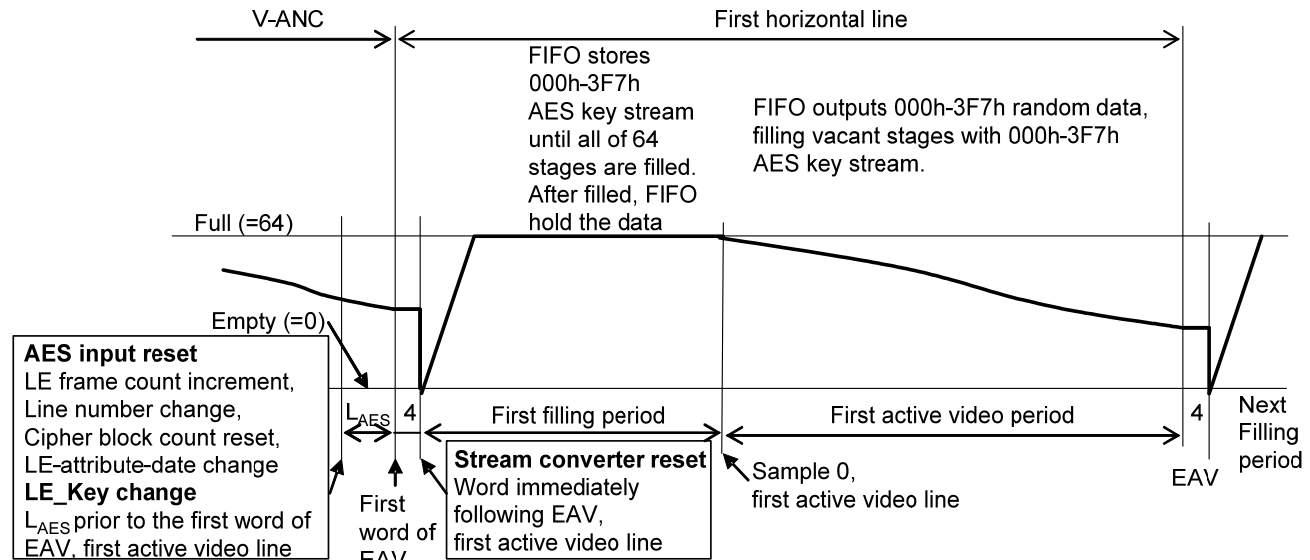 V-ANC
First horizontal line
FIFO stores
000h-3F7h
AES key stream
until all of 64
stages are filled.
After filled, FIFO
hold the data
FIFO outputs 000h-3F7h random data,
filling vacant stages with 000h-3F7h
AES key stream.
Full (=64)
Empty (=0)
AES input reset
LE frame count increment,
Line number change,
Cipher block count reset,
LE-attribute-date change
LE_Key change
LAES prior to the first word of
EAV, first active video line
LAES
4
First filling period
First active video period
4
Next
Filling
period
First
word of
EAV
Stream converter reset
Word immediately
following EAV,
first active video line
Sample 0,
first active video line
EAV